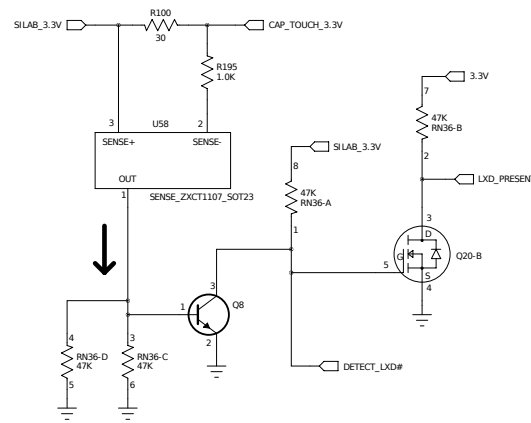 R100
SILAB_3.3V
CAP_TOUCH_3.3V
30
R195
1.0K
3.3V
7
47K
RN36-B
3
U58
2
SENSE+
SENSE-
SILAB_3.3V
8
2
OUT
LXD_PRESENT
1
SENSE_ZXCT1107_SOT23
47K
RN36-A
1
3
D
G
Q20-B
5
S
4
3
Q8
1
2
4
RN36-D
47K
5
3
RN36-C
47K
6
DETECT_LXD#